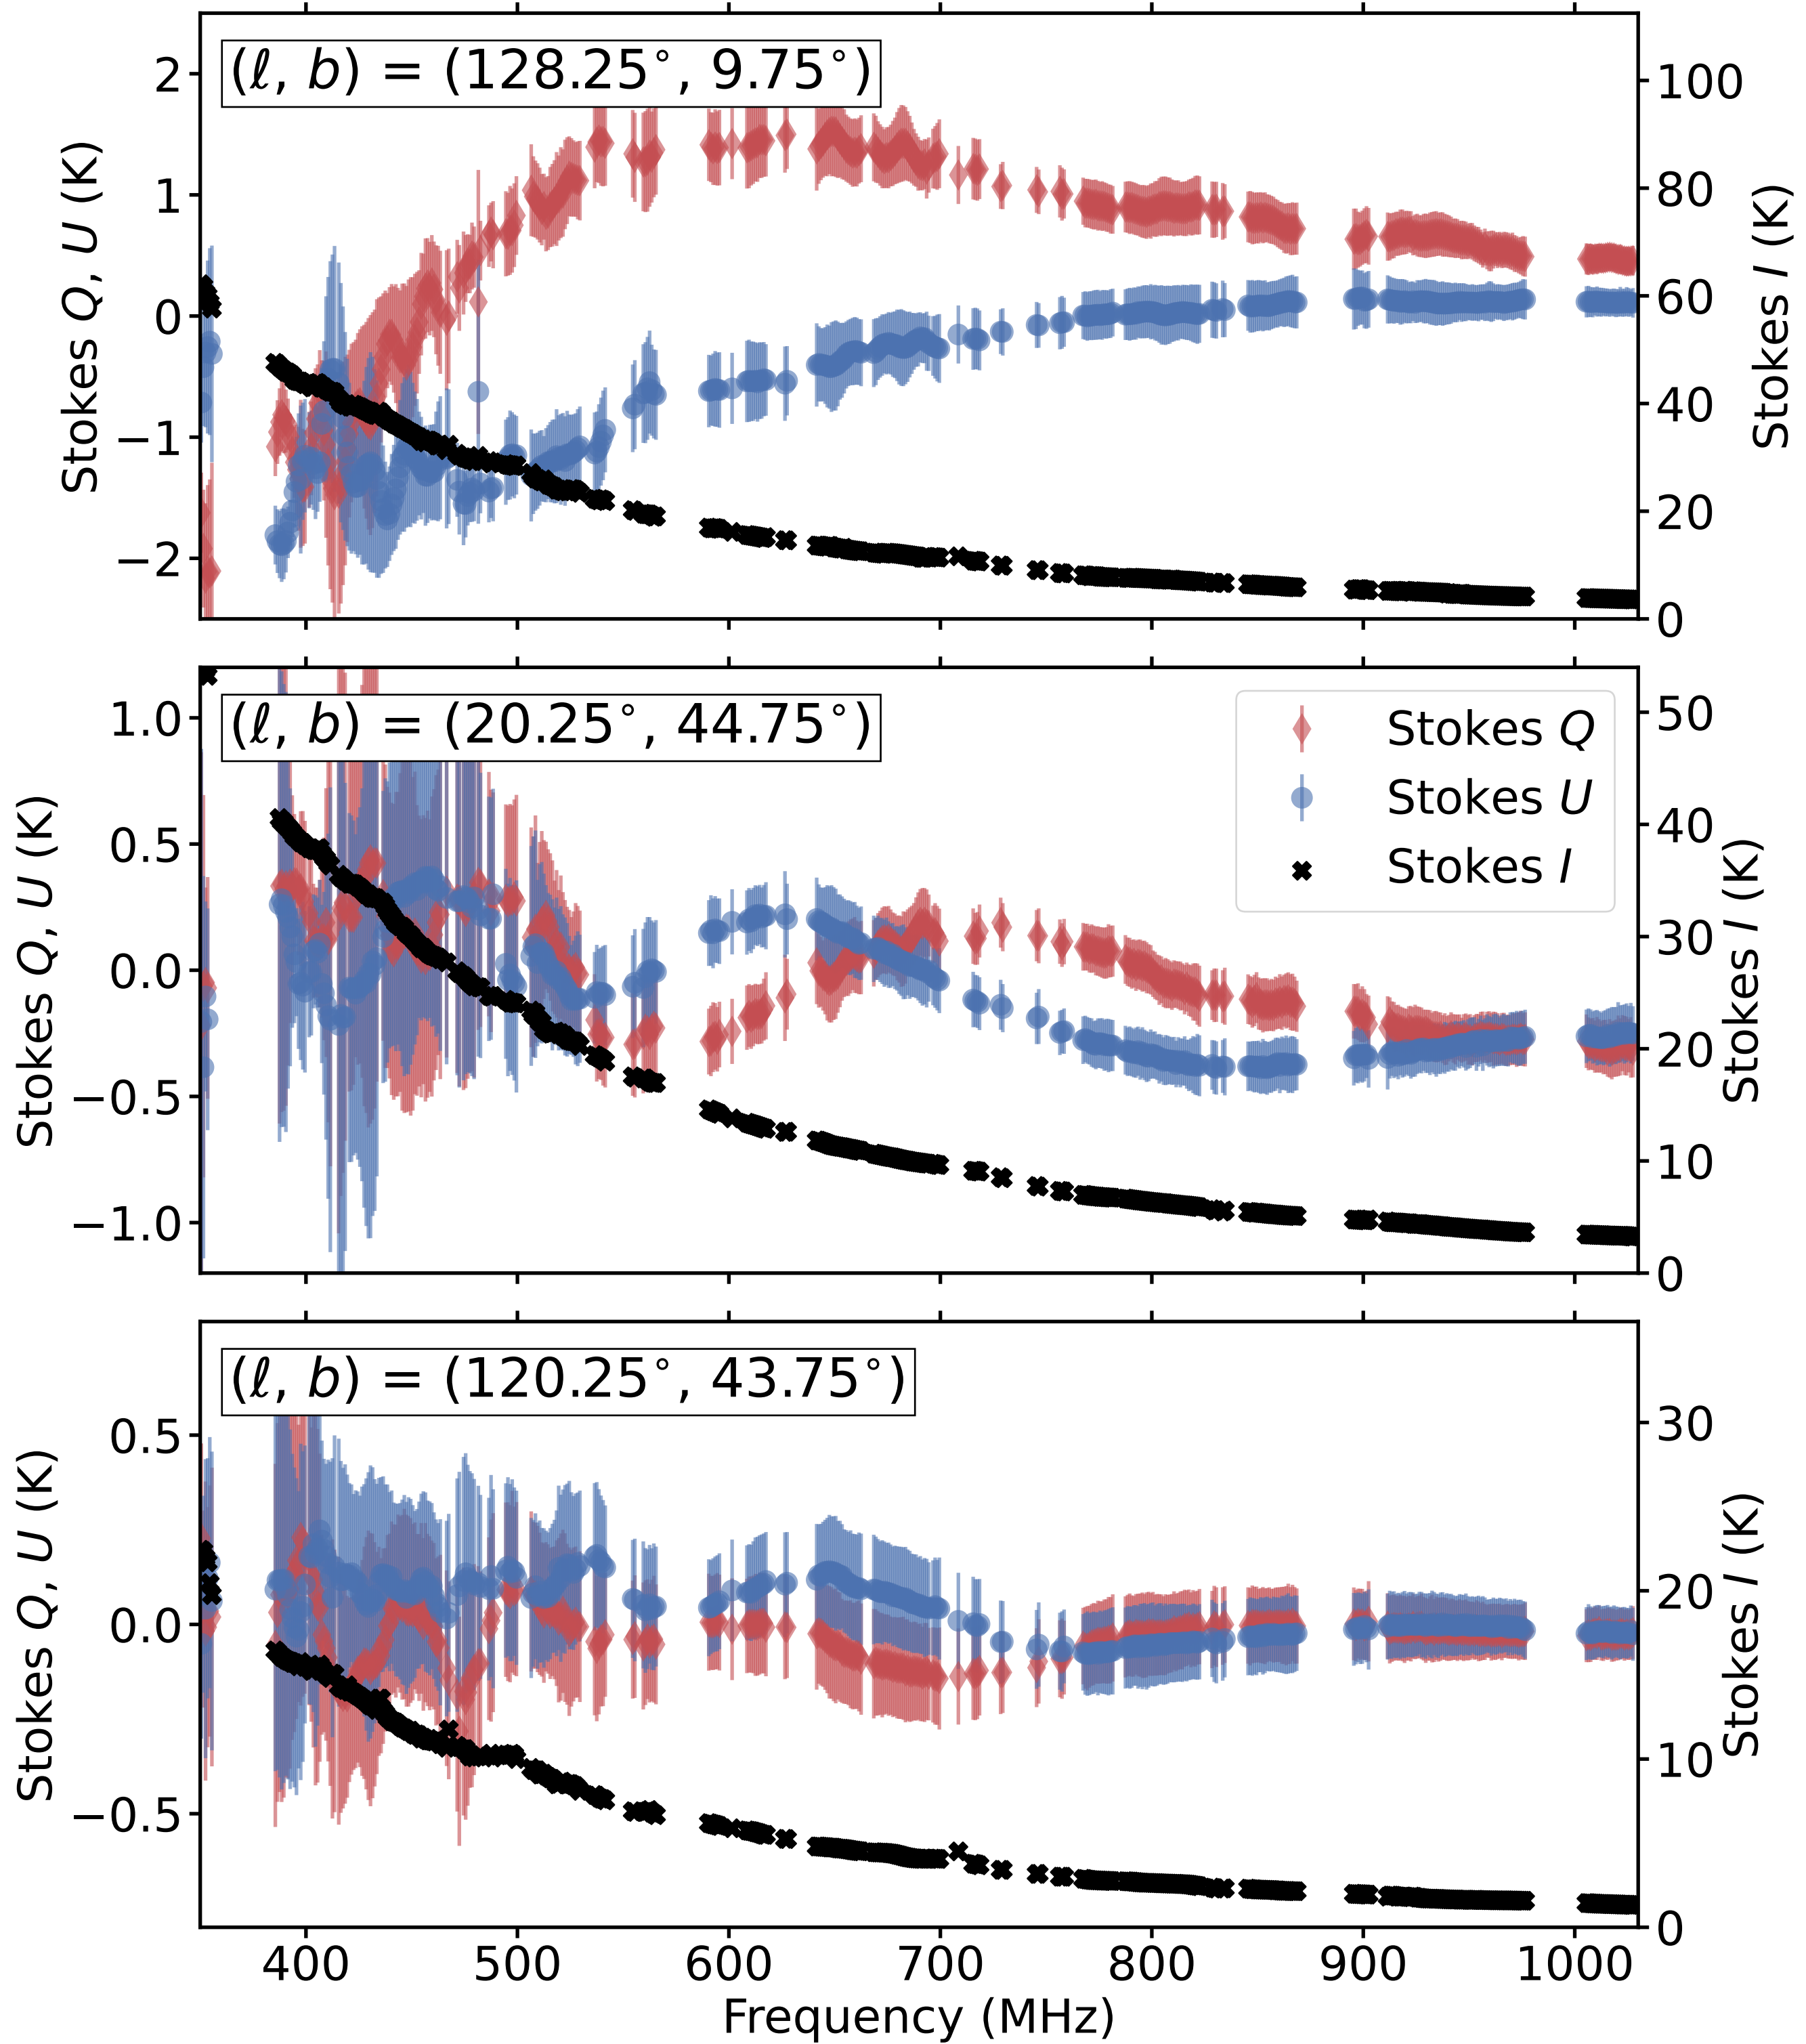 (ℓ, b) = (128.25°, 9.75°)
2
1
0
−1
−2
Stokes Q, U (K)
100
80
60
40
20
0
Stokes I (K)
(ℓ, b) = (20.25°, 44.75°)
Stokes Q
Stokes U
Stokes I
1.0
0.5
0.0
−0.5
−1.0
Stokes Q, U (K)
50
40
30
20
10
0
Stokes I (K)
(ℓ, b) = (120.25°, 43.75°)
0.5
0.0
−0.5
Stokes Q, U (K)
30
20
10
0
Stokes I (K)
400 500 600 700 800 900 1000
Frequency (MHz)